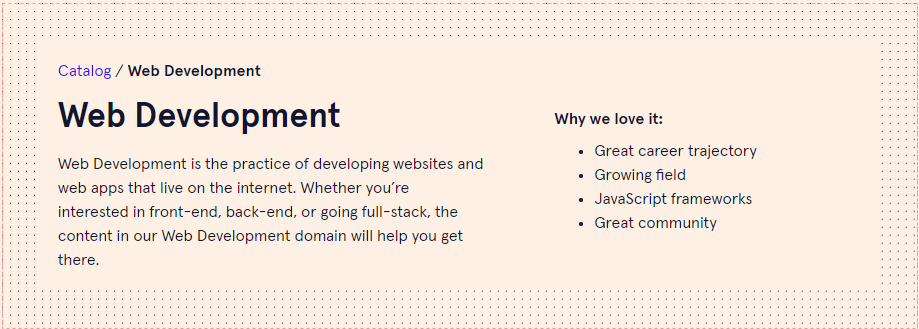 Catalog / Web Development
Web Development
Web Development is the practice of developing websites and
web apps that live on the internet. Whether you’re
interested in front-end, back-end, or going full-stack, the
content in our Web Development domain will help you get
there.
Why we love it:
• Great career trajectory
• Growing field
• JavaScript frameworks
• Great community